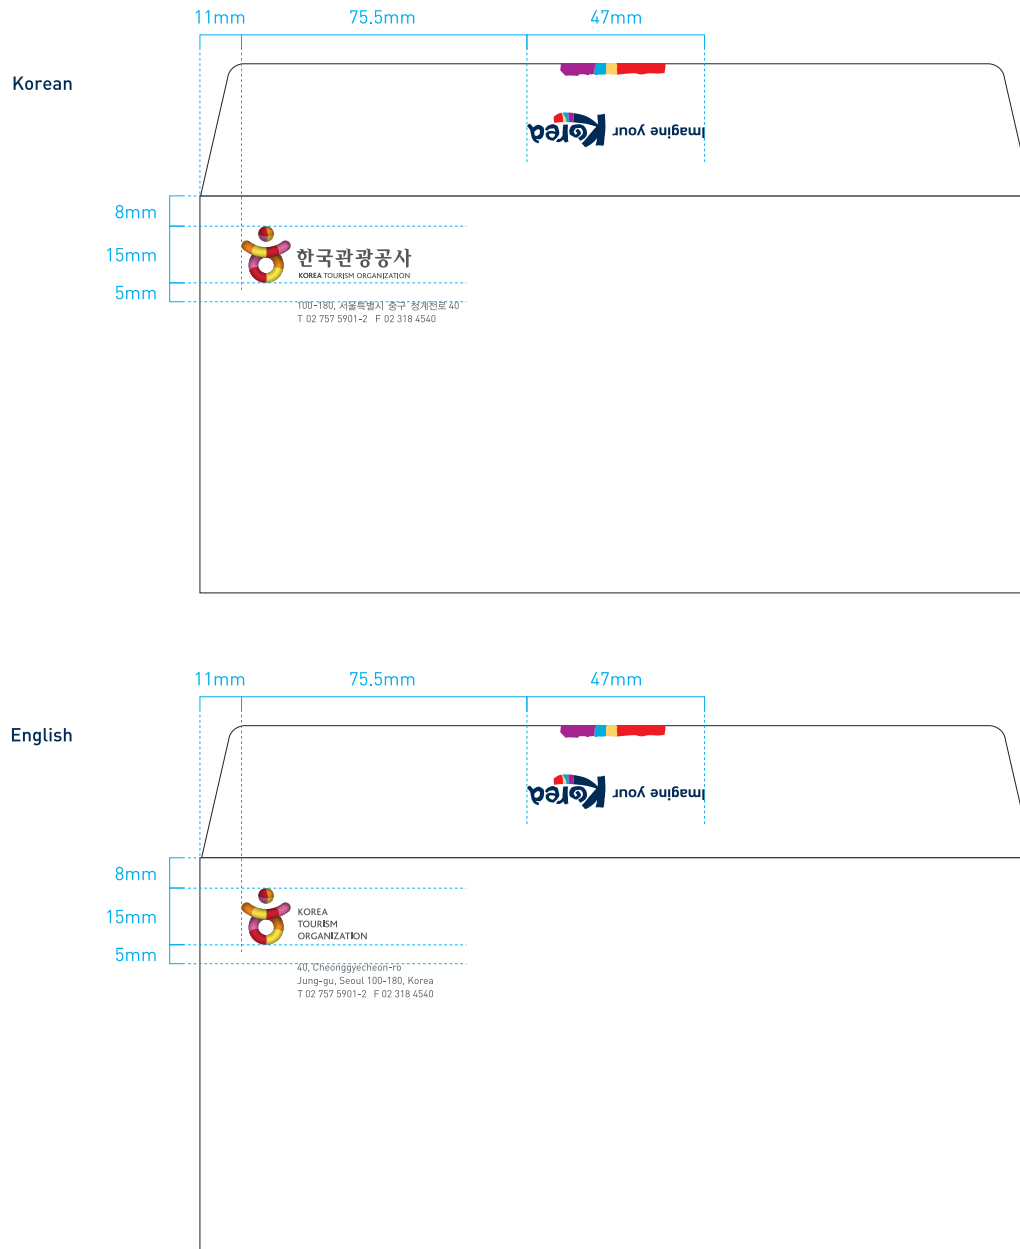 11mm 75.5mm 47mm
Korean
Imagine your Korea
8mm
15mm
5mm
한국관광공사
KOREA TOURISM ORGANIZATION
100-180, 서울특별시 중구 청계천로 40
T 02 757 5901-2 F 02 318 4540
11mm 75.5mm 47mm
English
Imagine your Korea
8mm
15mm
5mm
KOREA
TOURISM
ORGANIZATION
40, Cheonggyecheon-ro
Jung-gu, Seoul 100-180, Korea
T 02 757 5901-2 F 02 318 4540